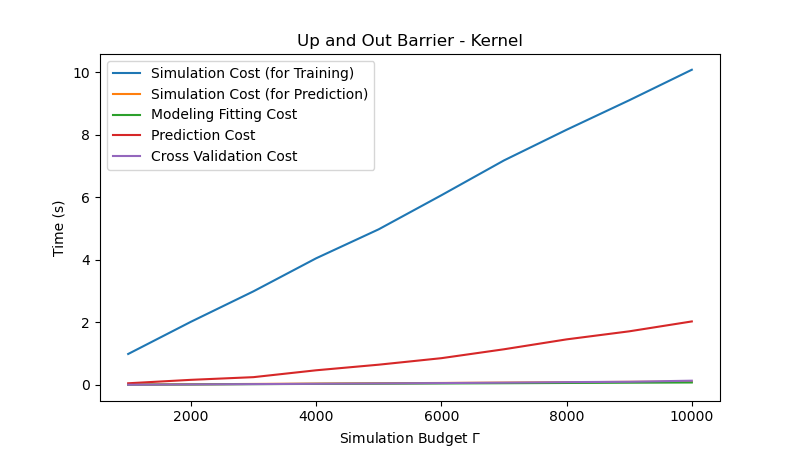 Up and Out Barrier - Kernel
Simulation Cost (for Training)
Simulation Cost (for Prediction)
Modeling Fitting Cost
Prediction Cost
Cross Validation Cost
Time (s)
10
8
6
4
2
0
2000 4000 6000 8000 10000
Simulation Budget Γ